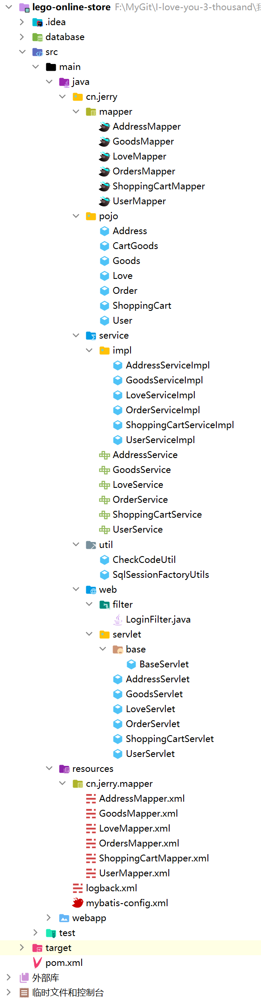 lego-online-store F:\MyGit\I-love-you-3-thousand\
.idea
database
src
main
java
cn.jerry
mapper
AddressMapper
GoodsMapper
LoveMapper
OrdersMapper
ShoppingCartMapper
UserMapper
pojo
Address
CartGoods
Goods
Love
Order
ShoppingCart
User
service
impl
AddressServiceImpl
GoodsServiceImpl
LoveServiceImpl
OrderServiceImpl
ShoppingCartServiceImpl
UserServiceImpl
AddressService
GoodsService
LoveService
OrderService
ShoppingCartService
UserService
util
CheckCodeUtil
SqlSessionFactoryUtils
web
filter
LoginFilter.java
servlet
base
BaseServlet
AddressServlet
GoodsServlet
LoveServlet
OrderServlet
ShoppingCartServlet
UserServlet
resources
cn.jerry.mapper
AddressMapper.xml
GoodsMapper.xml
LoveMapper.xml
OrdersMapper.xml
ShoppingCartMapper.xml
UserMapper.xml
logback.xml
mybatis-config.xml
webapp
test
target
pom.xml
外部库
临时文件和控制台